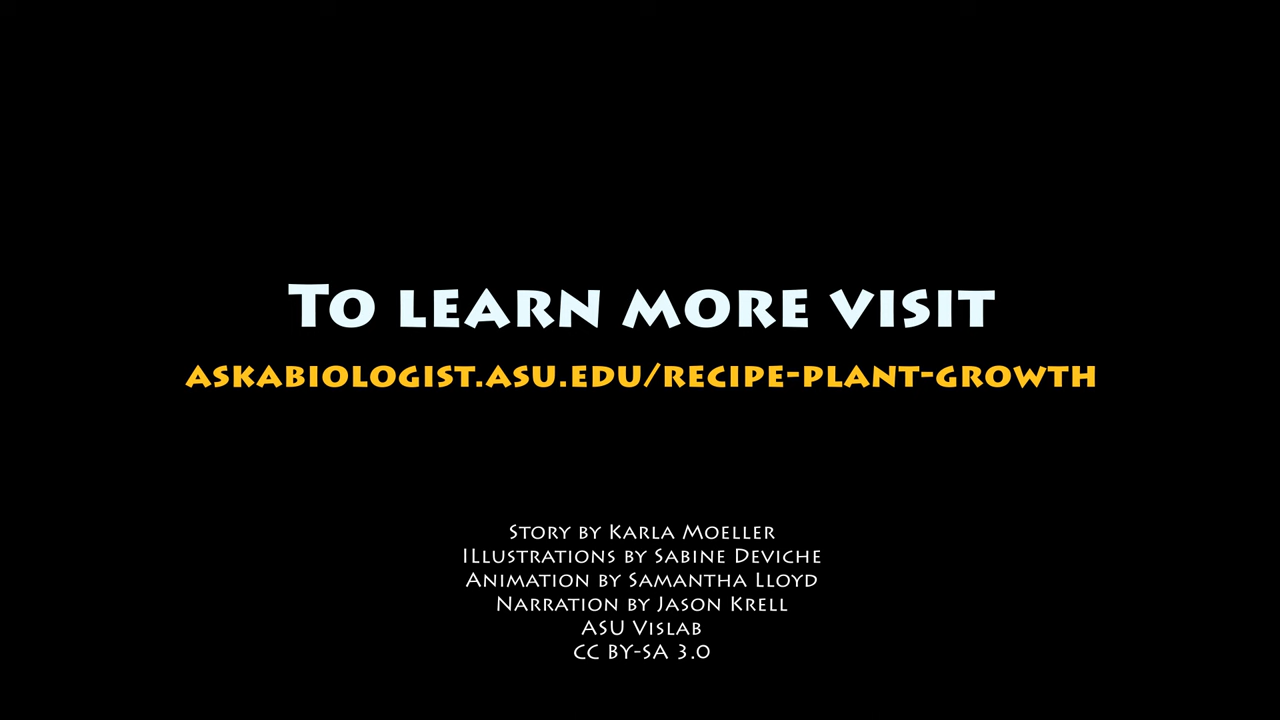 To learn more visit
askabiologist.asu.edu/recipe-plant-growth
Story by Karla Moeller
Illustrations by Sabine Deviche
Animation by Samantha Lloyd
Narration by Jason Krell
ASU VisLab
CC BY-SA 3.0